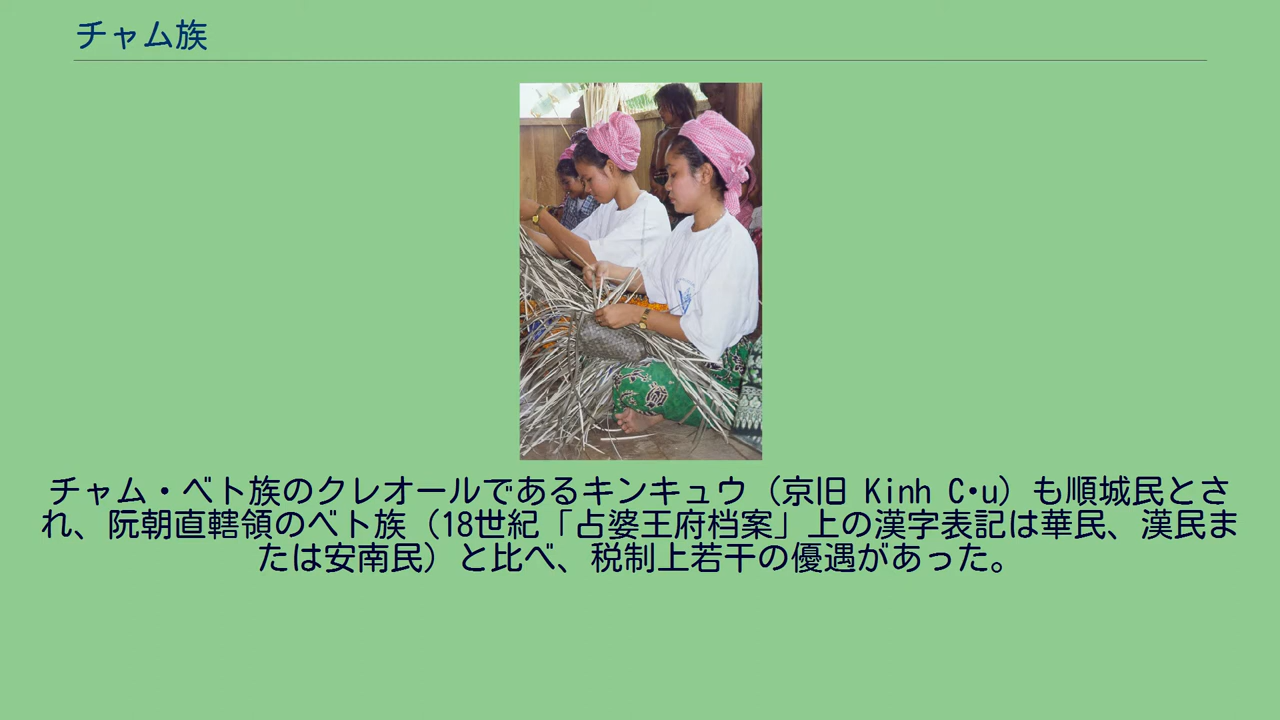 チャム族
チャム・ベト族のクレオールであるキンキュウ（京旧 Kinh C・u）も順城民とさ
れ、阮朝直轄領のベト族（18世紀「占婆王府档案」上の漢字表記は華民、漢民ま
たは安南民）と比べ、税制上若干の優遇があった。